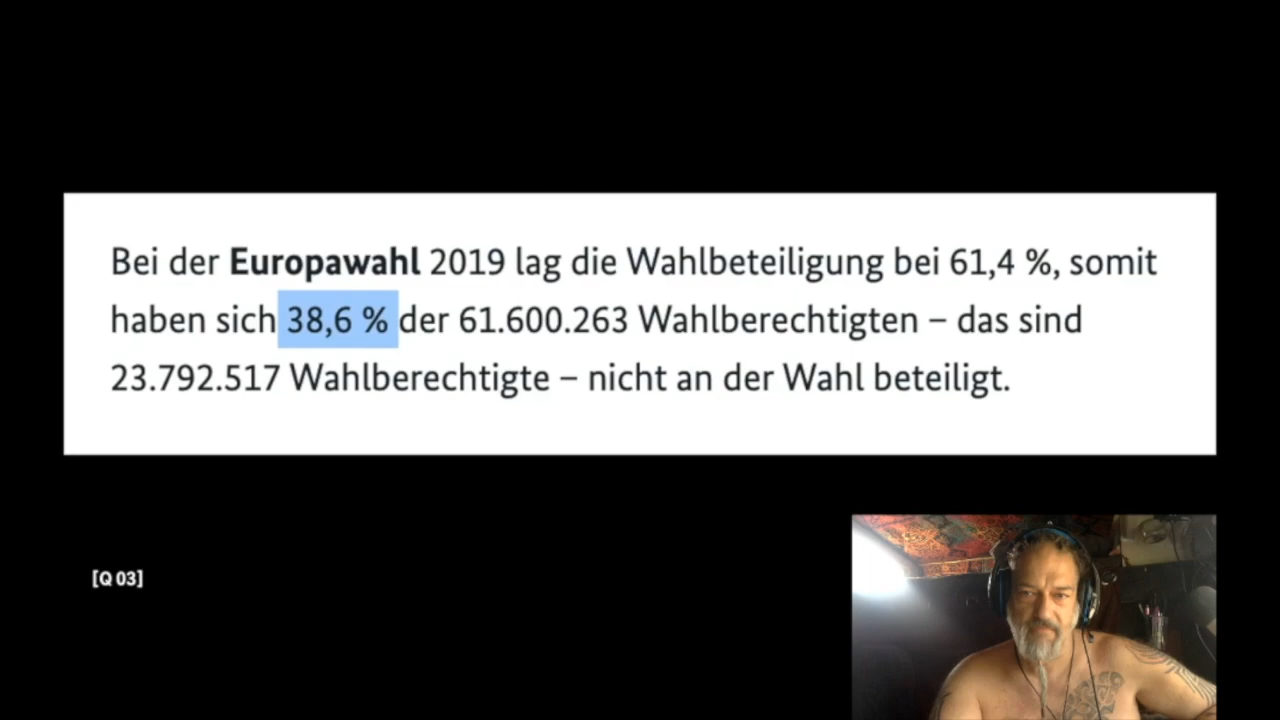 Bei der Europawahl 2019 lag die Wahlbeteiligung bei 61,4 %, somit
haben sich 38,6 % der 61.600.263 Wahlberechtigten – das sind
23.792.517 Wahlberechtigte – nicht an der Wahl beteiligt.
[Q 03]